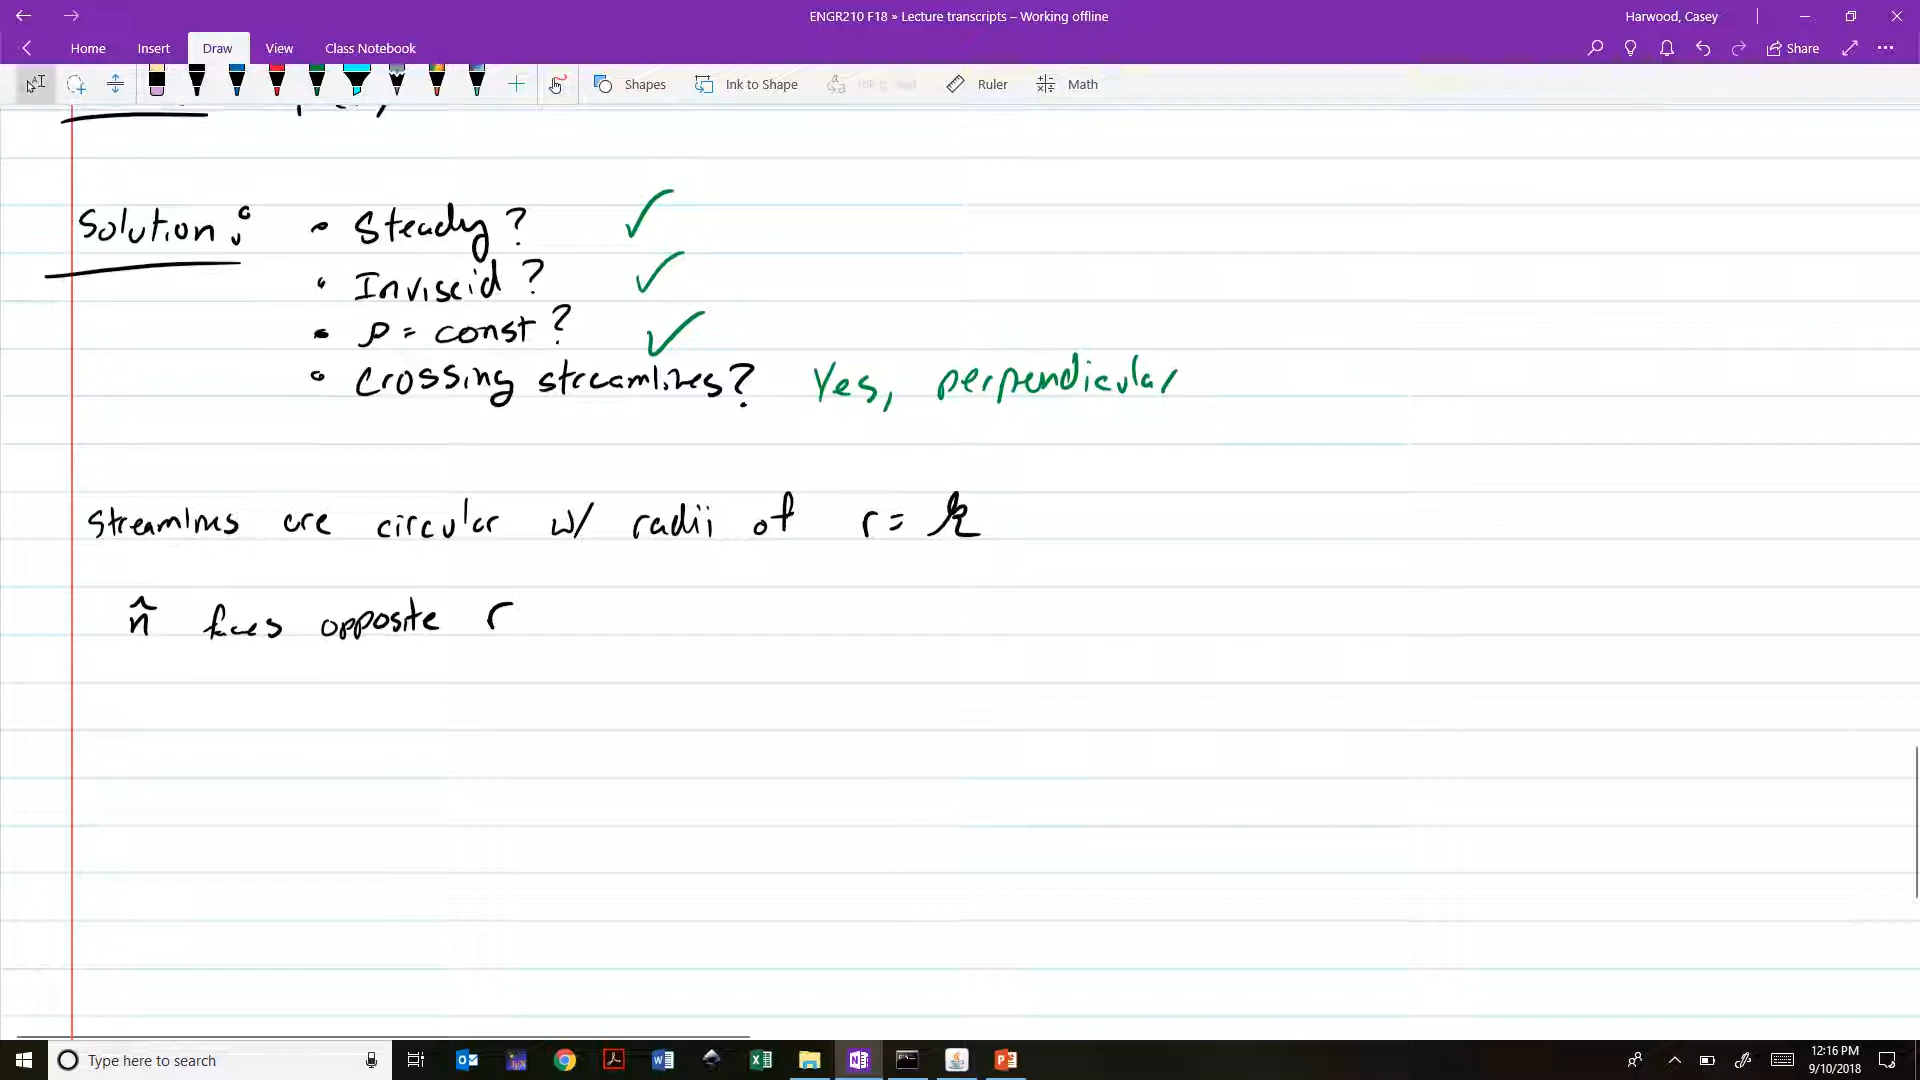 ENGR210 F18 » Lecture transcripts – Working offline
Harwood, Casey
Home Insert Draw View Class Notebook
Share
Shapes Ink to Shape Ruler Math
Solution:
• Steady? ✓
• Inviscid? ✓
• ρ = const? ✓
• Crossing streamlines? Yes, perpendicular
Streamlines are circular w/ radii of r = R
n̂ faces opposite r
Type here to search
12:16 PM
9/10/2018